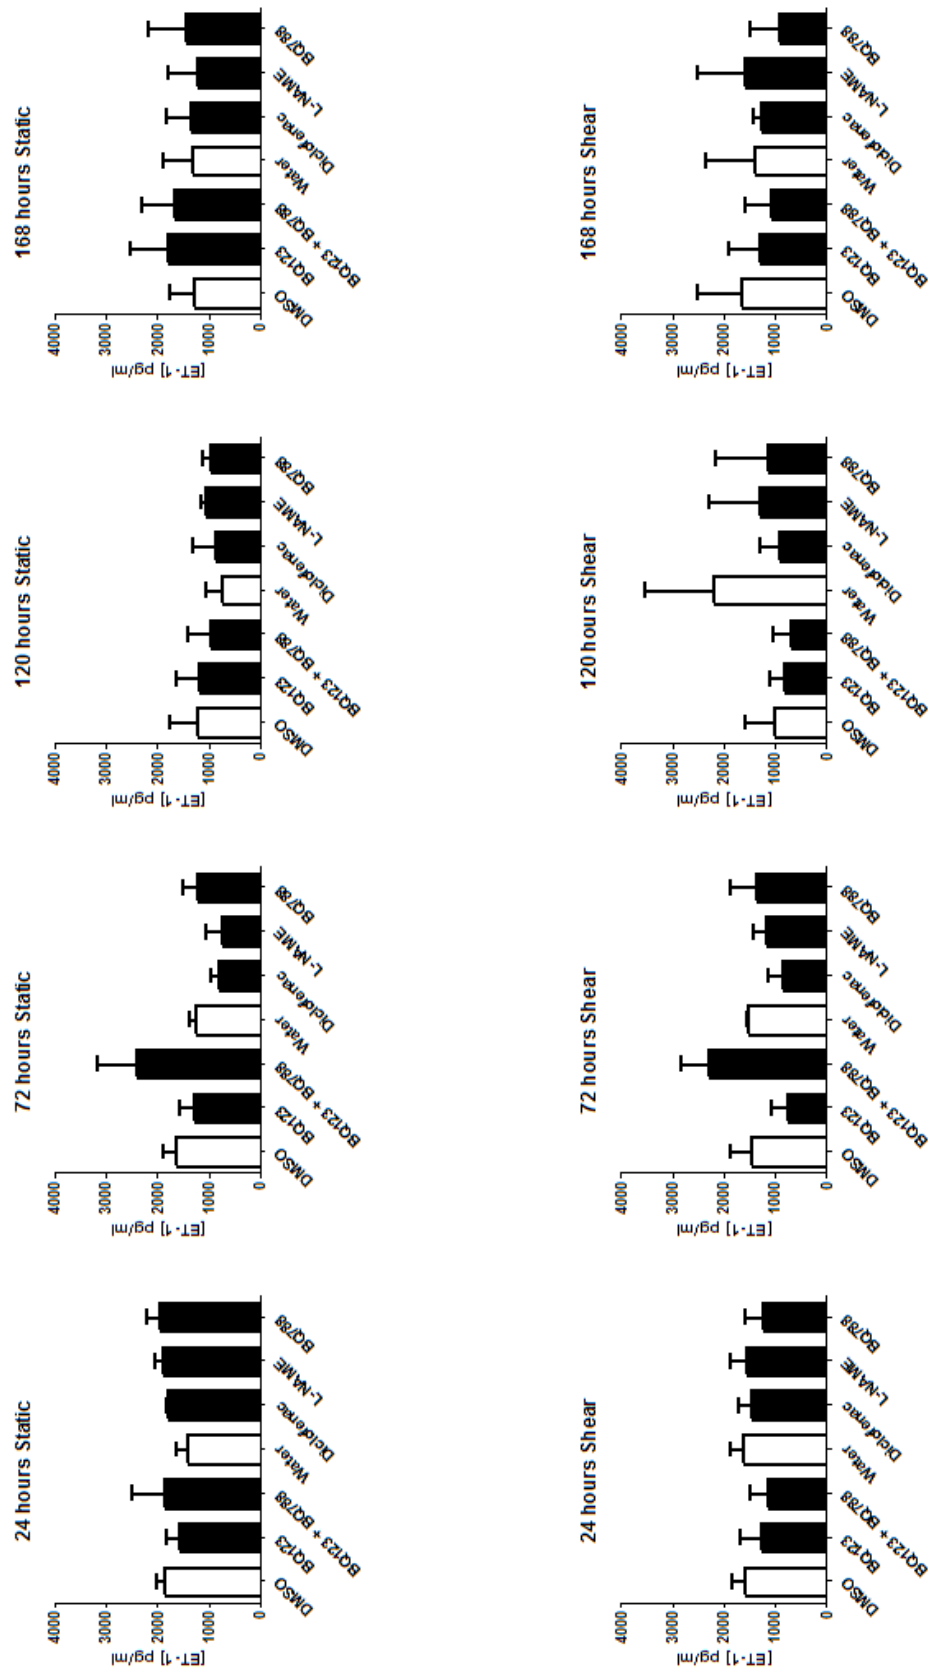 24 hours Static
[ET-1] pg/ml
4000
3000
2000
1000
0
DMSO
BQ123
BQ123 + BQ788
Water
Diclofenac
L-NAME
BQ788
72 hours Static
[ET-1] pg/ml
4000
3000
2000
1000
0
DMSO
BQ123
BQ123 + BQ788
Water
Diclofenac
L-NAME
BQ788
120 hours Static
[ET-1] pg/ml
4000
3000
2000
1000
0
DMSO
BQ123
BQ123 + BQ788
Water
Diclofenac
L-NAME
BQ788
168 hours Static
[ET-1] pg/ml
4000
3000
2000
1000
0
DMSO
BQ123
BQ123 + BQ788
Water
Diclofenac
L-NAME
BQ788
24 hours Shear
[ET-1] pg/ml
4000
3000
2000
1000
0
DMSO
BQ123
BQ123 + BQ788
Water
Diclofenac
L-NAME
BQ788
72 hours Shear
[ET-1] pg/ml
4000
3000
2000
1000
0
DMSO
BQ123
BQ123 + BQ788
Water
Diclofenac
L-NAME
BQ788
120 hours Shear
[ET-1] pg/ml
4000
3000
2000
1000
0
DMSO
BQ123
BQ123 + BQ788
Water
Diclofenac
L-NAME
BQ788
168 hours Shear
[ET-1] pg/ml
4000
3000
2000
1000
0
DMSO
BQ123
BQ123 + BQ788
Water
Diclofenac
L-NAME
BQ788